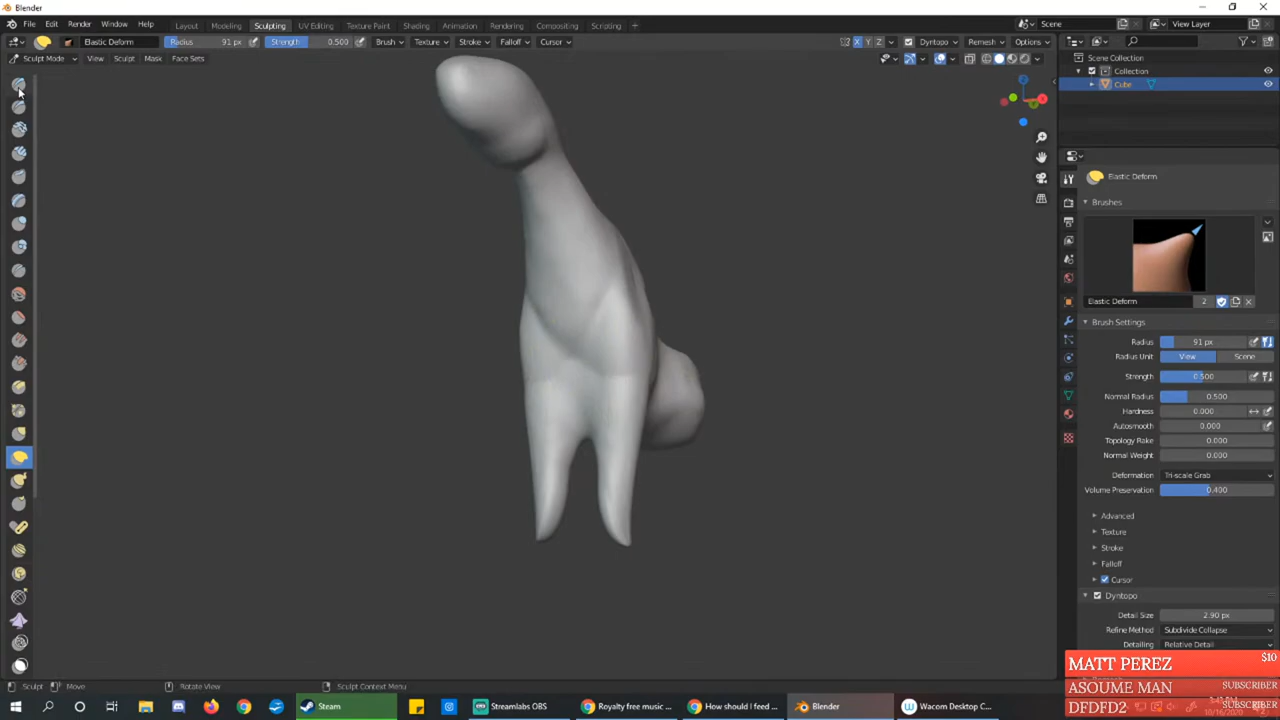 Blender
File Edit Render Window Help Layout Modeling Sculpting UV Editing Texture Paint Shading Animation Rendering Compositing Scripting + Scene View Layer
Elastic Deform Radius 91 px Strength 0.500 Brush Texture Stroke Falloff Cursor X Y Z Dyntopo Remesh Options
Sculpt Mode View Sculpt Mask Face Sets
Scene Collection
Collection
Cube
Elastic Deform
Brushes
Elastic Deform 2
Brush Settings
Radius 91 px
Radius Unit View Scene
Strength 0.500
Normal Radius 0.500
Hardness 0.000
Autosmooth 0.000
Topology Rake 0.000
Normal Weight 0.000
Deformation Tri-scale Grab
Volume Preservation 0.400
Advanced
Texture
Stroke
Falloff
Cursor
Dyntopo
Detail Size 2.90 px
Refine Method Subdivide Collapse
Detailing Relative Detail
MATT PEREZ $10
ASOUME MAN SUBSCRIBER
DFDFD2 SUBSCRIBER
Sculpt Move Rotate View Sculpt Context Menu
Steam Streamlabs OBS Royalty free music ... How should I feed ... Blender Wacom Desktop C...
10/16/2020